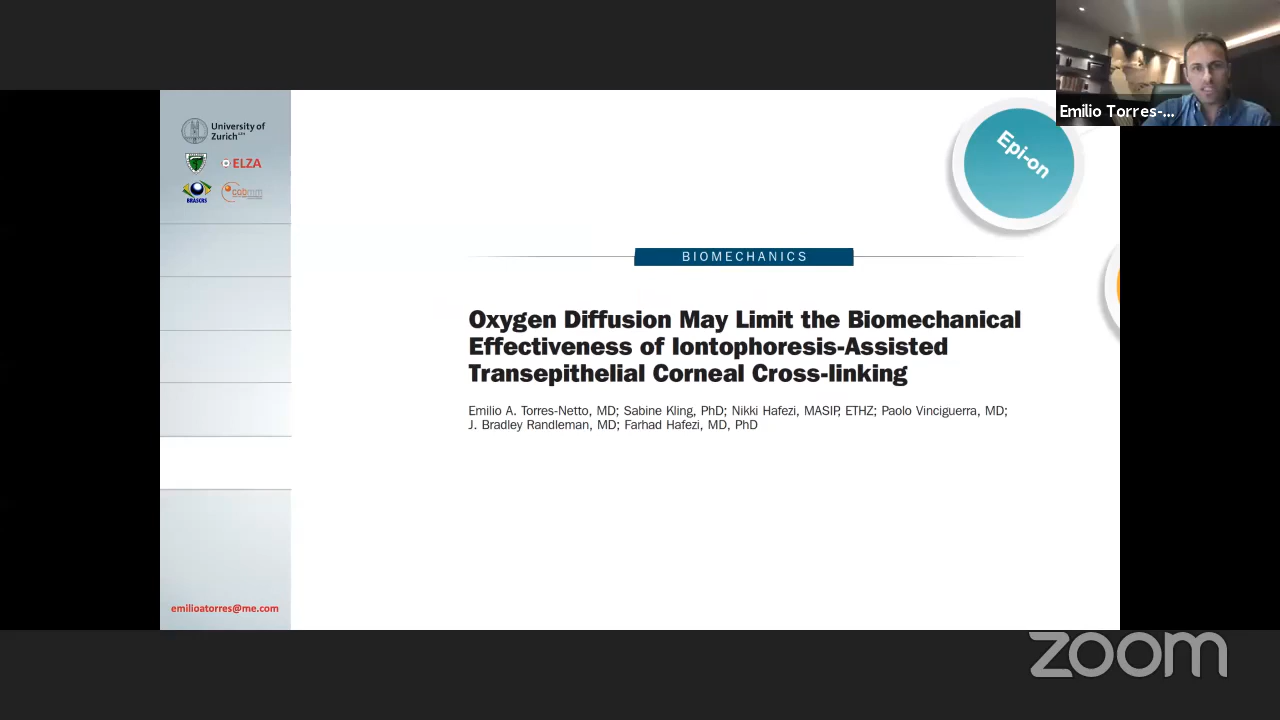 Emilio Torres-...
University of
Zurich
ELZA
BRASCRS
Epi-on
BIOMECHANICS
Oxygen Diffusion May Limit the Biomechanical
Effectiveness of Iontophoresis-Assisted
Transepithelial Corneal Cross-linking
Emilio A. Torres-Netto, MD; Sabine Kling, PhD; Nikki Hafezi, MASIP, ETHZ; Paolo Vinciguerra, MD;
J. Bradley Randleman, MD; Farhad Hafezi, MD, PhD
emilioatorres@me.com
zoom